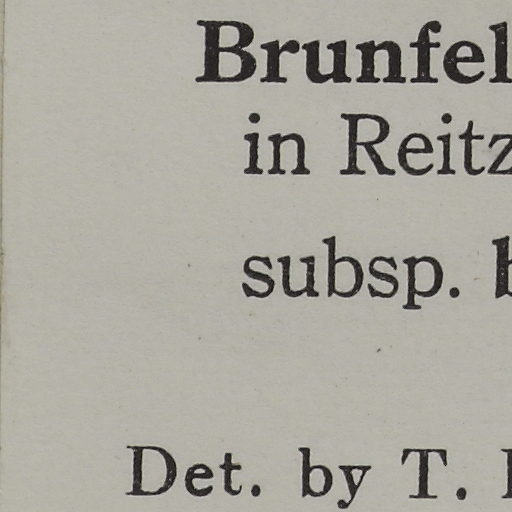 Brunfel
in Reitz
subsp.
Det. by T.